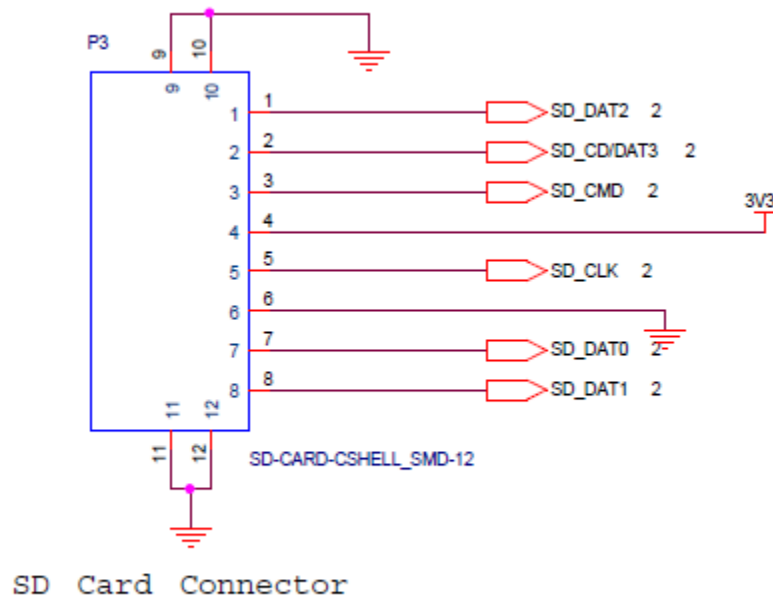 P3
9 10
9 10
1 1 SD_DAT2 2
2 2 SD_CD/DAT3 2
3 3 SD_CMD 2
3V3
4 4
5 5 SD_CLK 2
6 6
7 7 SD_DAT0 2
8 8 SD_DAT1 2
11 12
11 12
SD-CARD-CSHELL_SMD-12
SD Card Connector